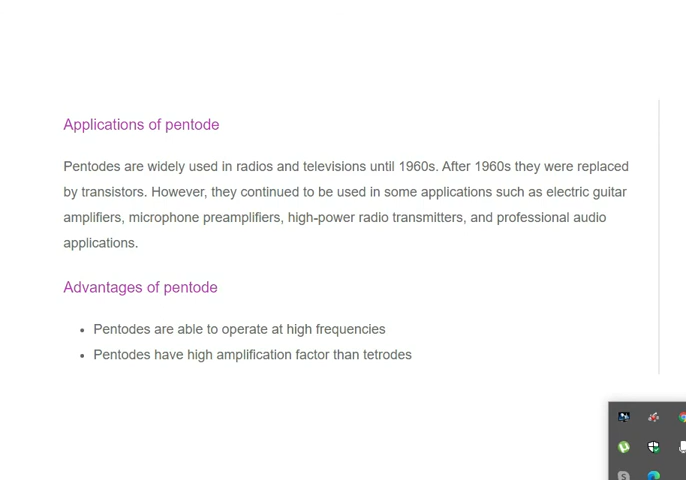 Applications of pentode
Pentodes are widely used in radios and televisions until 1960s. After 1960s they were replaced
by transistors. However, they continued to be used in some applications such as electric guitar
amplifiers, microphone preamplifiers, high-power radio transmitters, and professional audio
applications.
Advantages of pentode
• Pentodes are able to operate at high frequencies
• Pentodes have high amplification factor than tetrodes